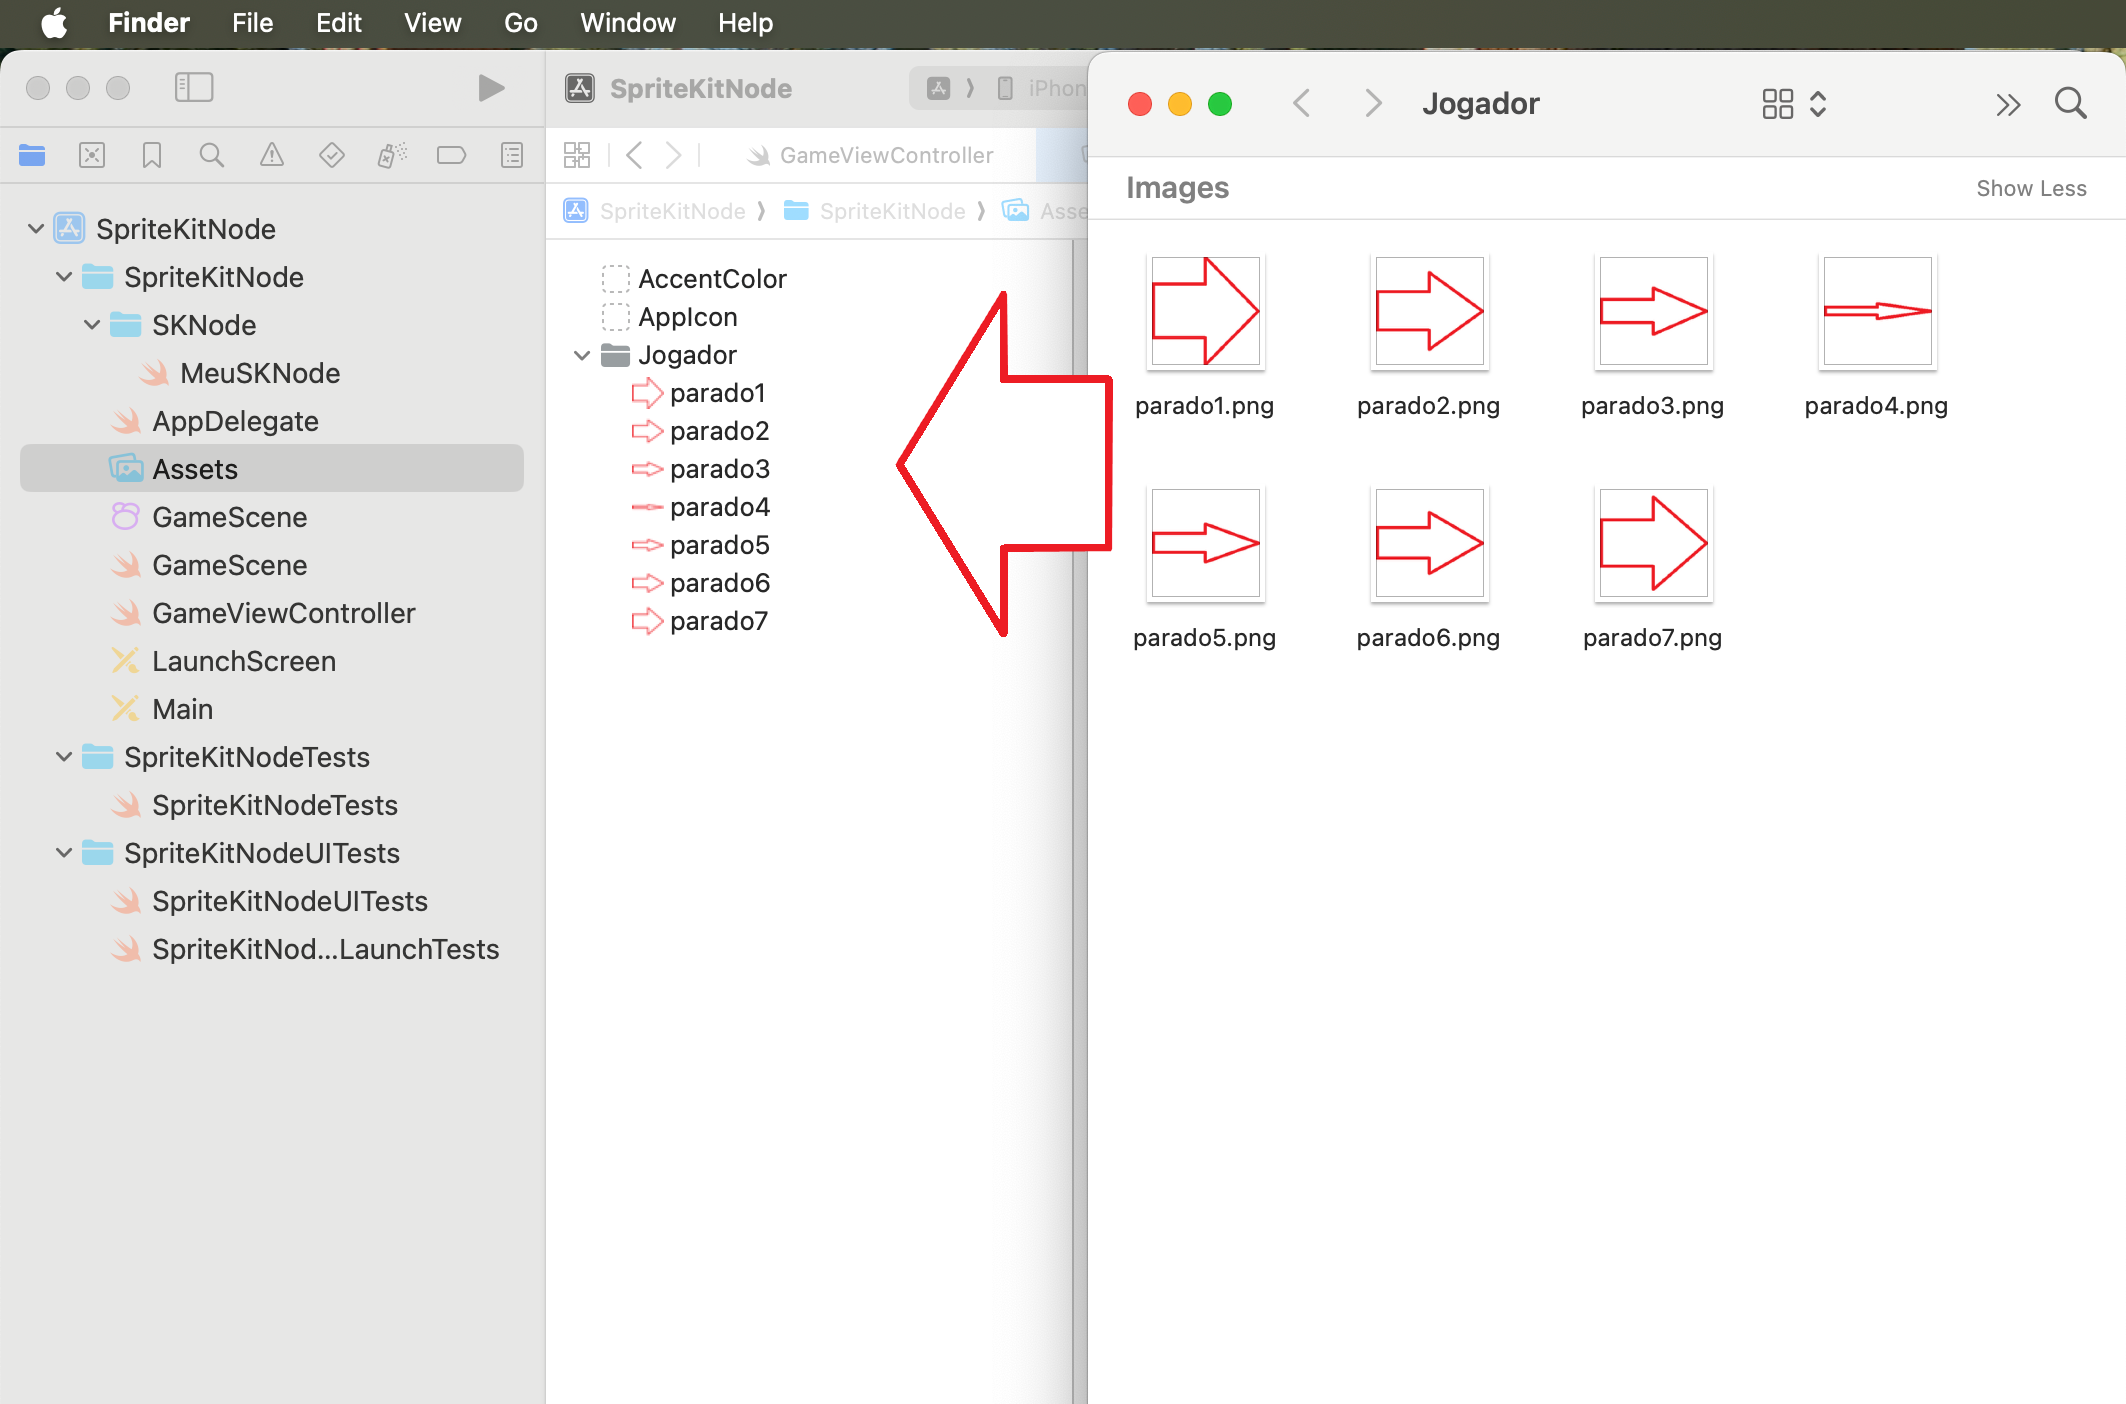 Finder File Edit View Go Window Help
SpriteKitNode
iPhon
GameViewController
SpriteKitNode
SpriteKitNode
Asse
SpriteKitNode
SpriteKitNode
SKNode
MeuSKNode
AppDelegate
Assets
GameScene
GameScene
GameViewController
LaunchScreen
Main
SpriteKitNodeTests
SpriteKitNodeTests
SpriteKitNodeUITests
SpriteKitNodeUITests
SpriteKitNod...LaunchTests
AccentColor
AppIcon
Jogador
parado1
parado2
parado3
parado4
parado5
parado6
parado7
Jogador
Images
Show Less
parado1.png
parado2.png
parado3.png
parado4.png
parado5.png
parado6.png
parado7.png